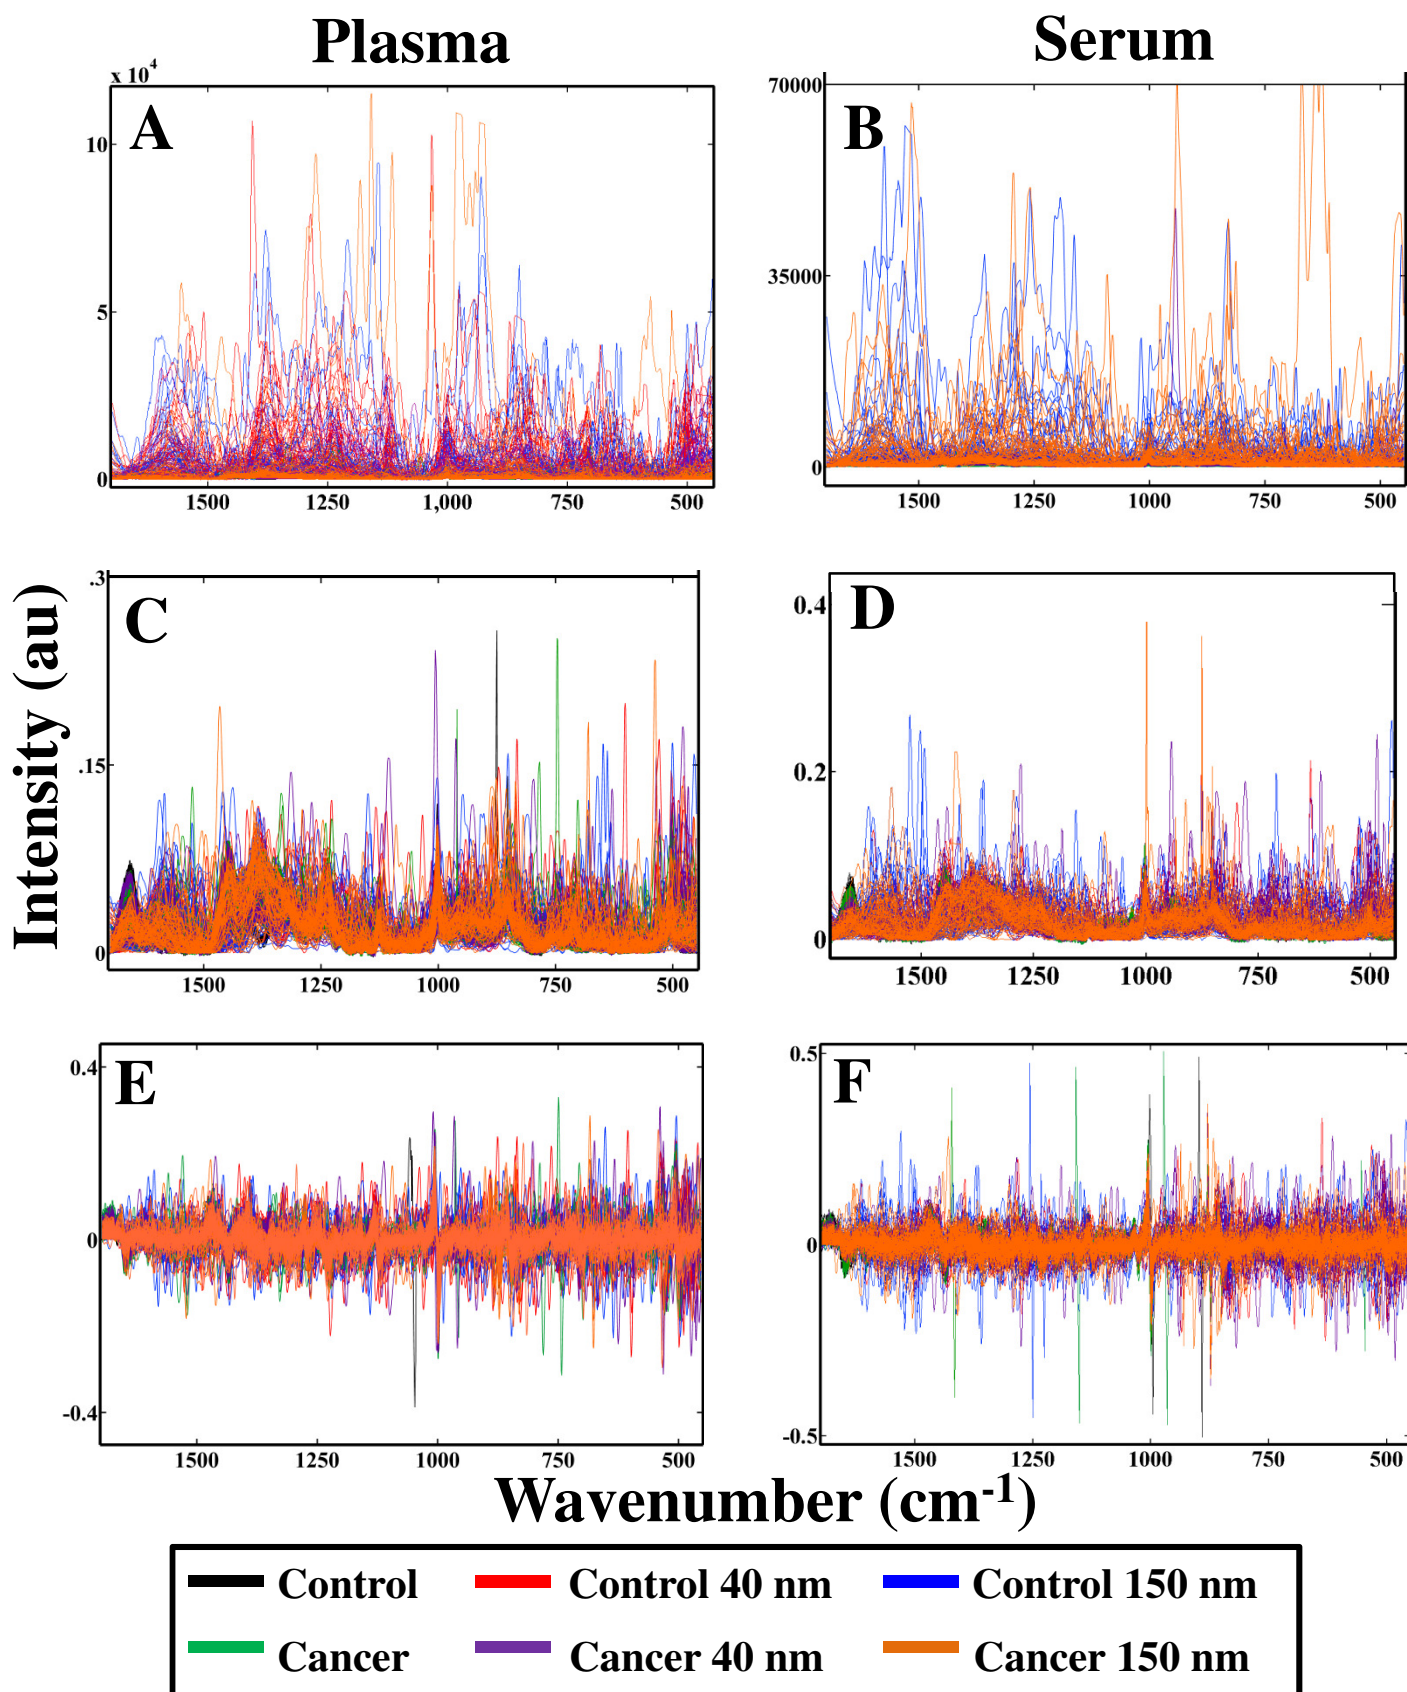 Plasma
Serum
x 10⁴
A
10
5
0
1500 1250 1,000 750 500
B
70000
35000
0
1500 1250 1000 750 500
Intensity (au)
C
.3
.15
0
1500 1250 1000 750 500
D
0.4
0.2
0
1500 1250 1000 750 500
E
0.4
0
-0.4
1500 1250 1000 750 500
F
0.5
0
-0.5
1500 1250 1000 750 500
Wavenumber (cm⁻¹)
Control Control 40 nm Control 150 nm
Cancer Cancer 40 nm Cancer 150 nm